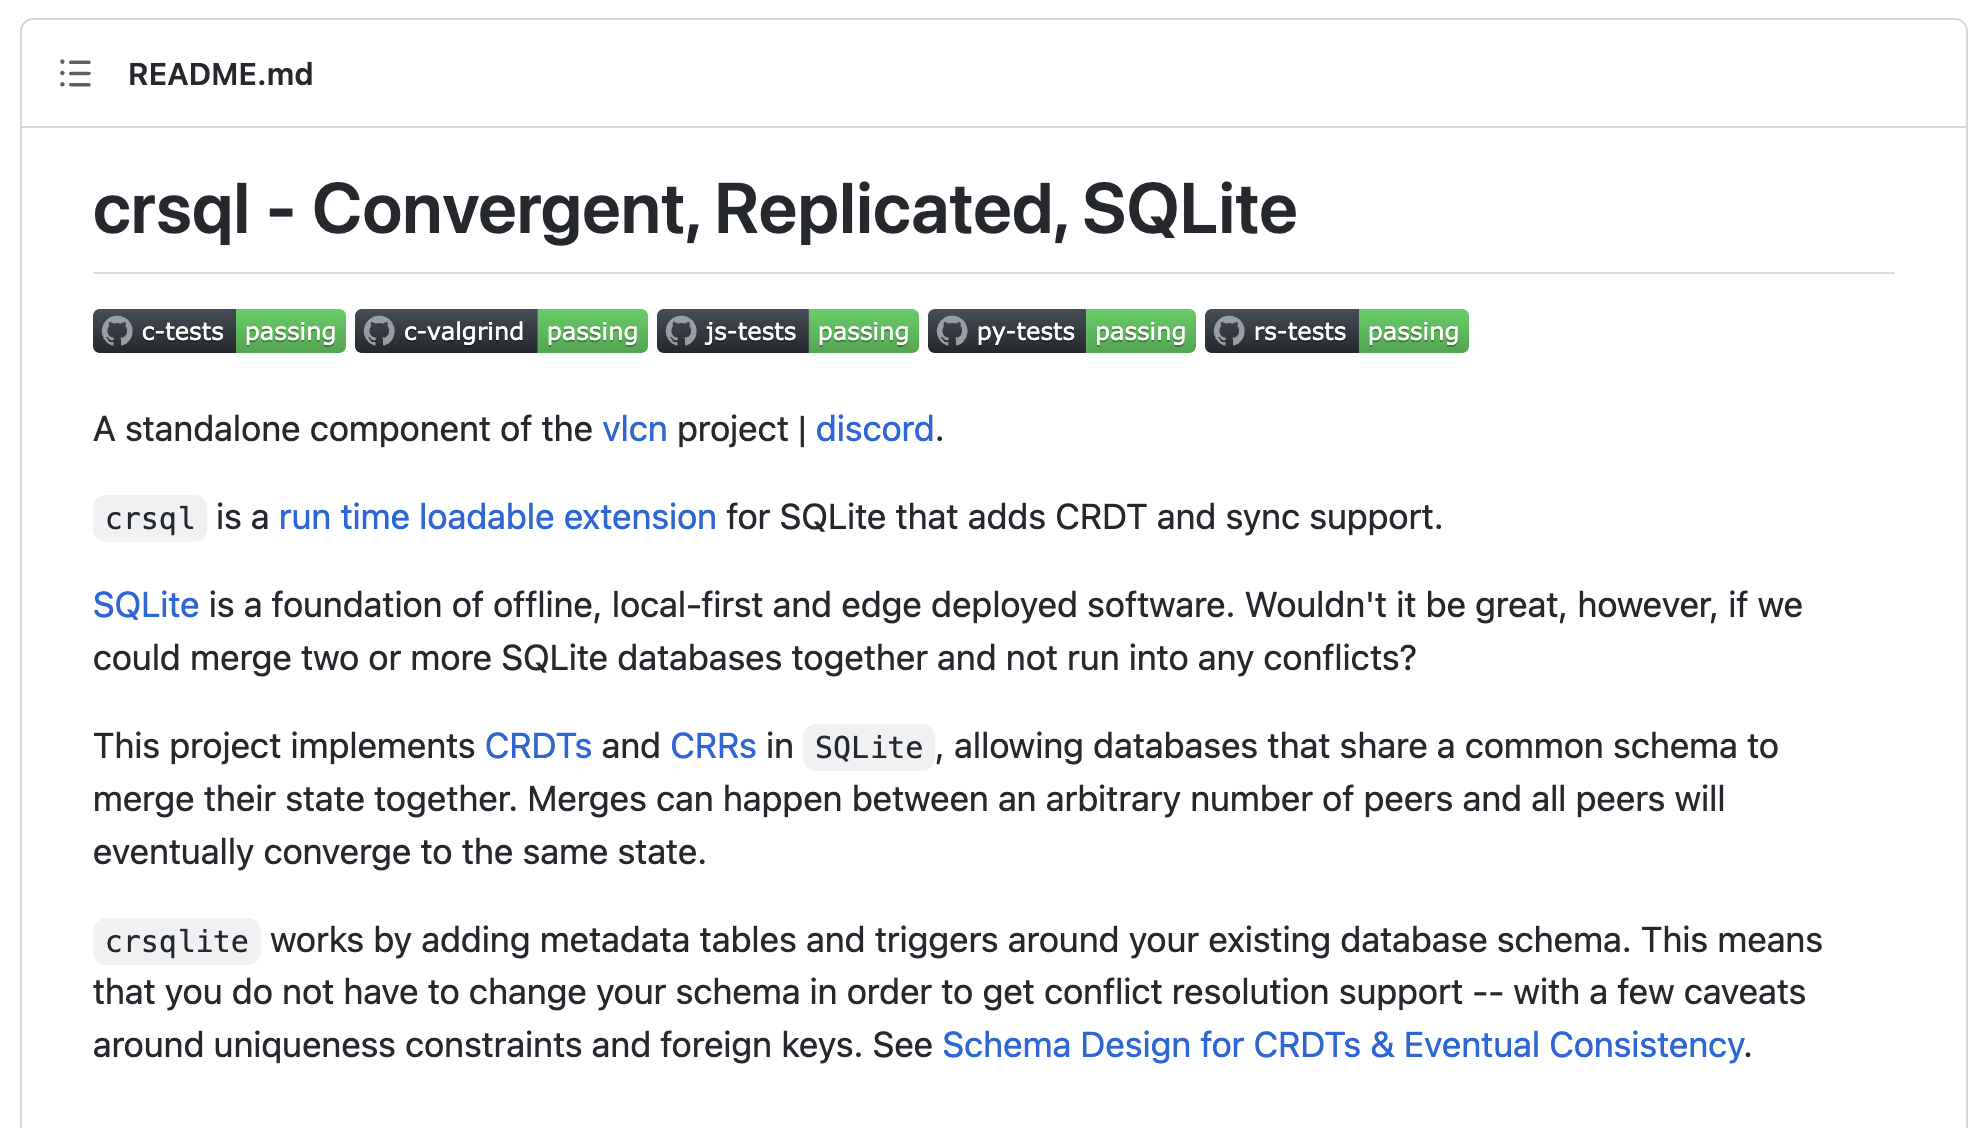 README.md
crsql - Convergent, Replicated, SQLite
c-tests passing c-valgrind passing js-tests passing py-tests passing rs-tests passing
A standalone component of the vlcn project | discord.
crsql is a run time loadable extension for SQLite that adds CRDT and sync support.
SQLite is a foundation of offline, local-first and edge deployed software. Wouldn't it be great, however, if we
could merge two or more SQLite databases together and not run into any conflicts?
This project implements CRDTs and CRRs in SQLite, allowing databases that share a common schema to
merge their state together. Merges can happen between an arbitrary number of peers and all peers will
eventually converge to the same state.
crsqlite works by adding metadata tables and triggers around your existing database schema. This means
that you do not have to change your schema in order to get conflict resolution support -- with a few caveats
around uniqueness constraints and foreign keys. See Schema Design for CRDTs & Eventual Consistency.